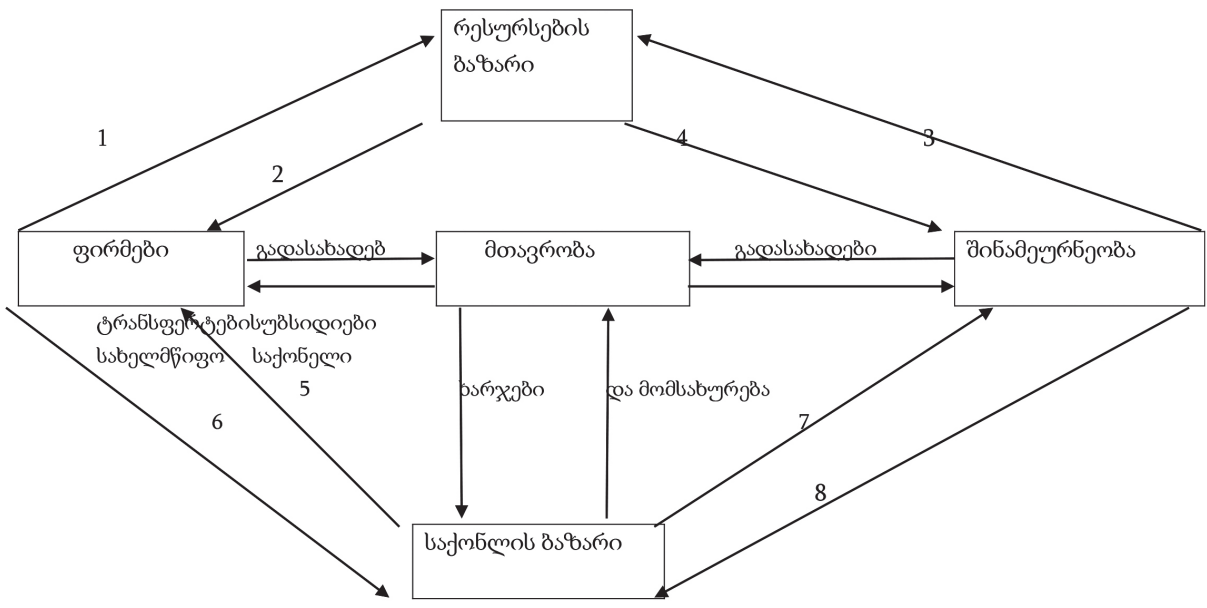 რესურსების
ბაზარი
1
4
3
2
ფირმები
გადასახადებ
მთავრობა
გადასახადები
შინამეურნეობა
ტრანსფერტებისუბსიდიები
სახელმწიფო საქონელი
5
ხარჯები
და მომსახურება
6
7
8
საქონლის ბაზარი